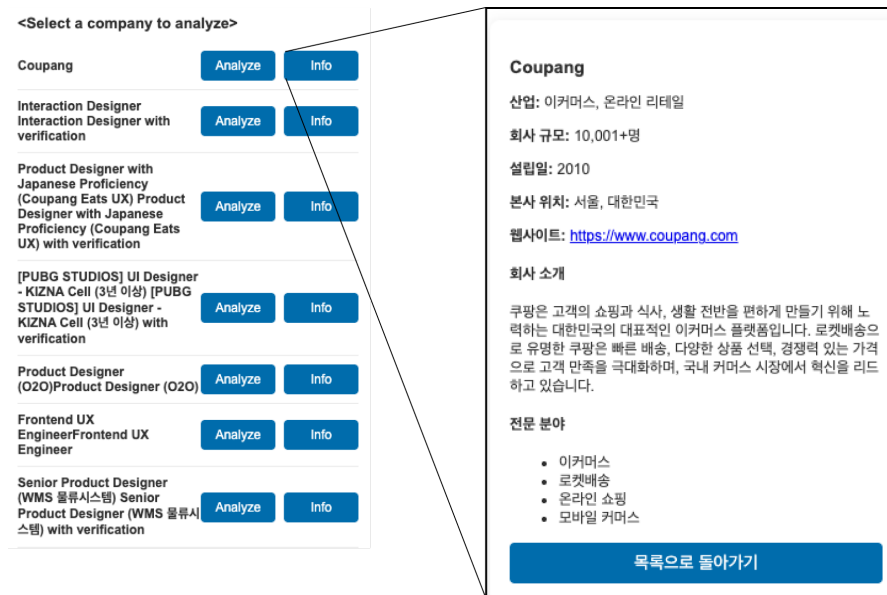 <Select a company to analyze>
Coupang
Analyze
Info
Interaction Designer
Interaction Designer with
verification
Analyze
Info
Product Designer with
Japanese Proficiency
(Coupang Eats UX) Product
Designer with Japanese
Proficiency (Coupang Eats
UX) with verification
Analyze
Info
[PUBG STUDIOS] UI Designer
- KIZNA Cell (3년 이상) [PUBG
STUDIOS] UI Designer -
KIZNA Cell (3년 이상) with
verification
Analyze
Info
Product Designer
(O2O)Product Designer (O2O)
Analyze
Info
Frontend UX
EngineerFrontend UX
Engineer
Analyze
Info
Senior Product Designer
(WMS 물류시스템) Senior
Product Designer (WMS 물류시
스템) with verification
Analyze
Info
Coupang
산업: 이커머스, 온라인 리테일
회사 규모: 10,001+명
설립일: 2010
본사 위치: 서울, 대한민국
웹사이트: https://www.coupang.com
회사 소개
쿠팡은 고객의 쇼핑과 식사, 생활 전반을 편하게 만들기 위해 노
력하는 대한민국의 대표적인 이커머스 플랫폼입니다. 로켓배송으
로 유명한 쿠팡은 빠른 배송, 다양한 상품 선택, 경쟁력 있는 가격
으로 고객 만족을 극대화하며, 국내 커머스 시장에서 혁신을 리드
하고 있습니다.
전문 분야
• 이커머스
• 로켓배송
• 온라인 쇼핑
• 모바일 커머스
목록으로 돌아가기